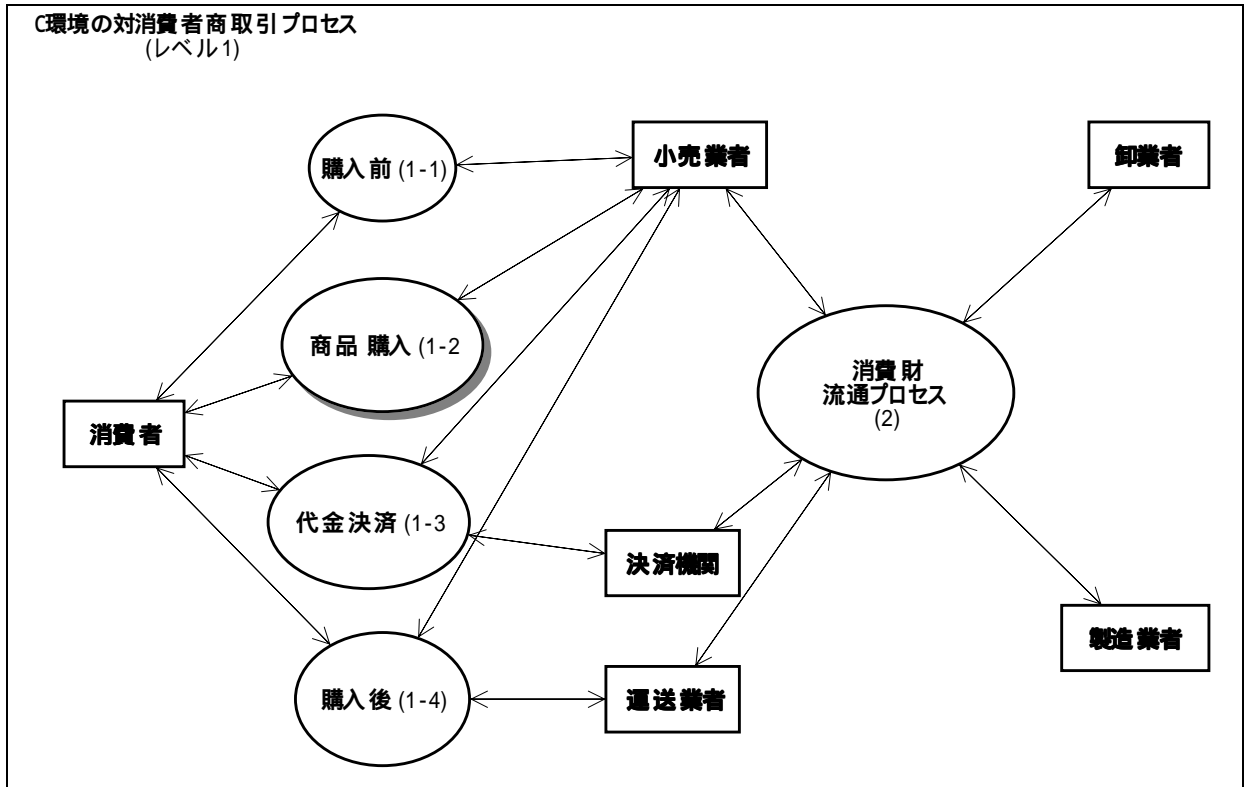 C環境の対消費者商取引プロセス
(レベル1)
購入前 (1-1)
小売業者
卸業者
商品購入 (1-2
消費財
流通プロセス
(2)
消費者
代金決済 (1-3
決済機関
製造業者
購入後 (1-4)
運送業者